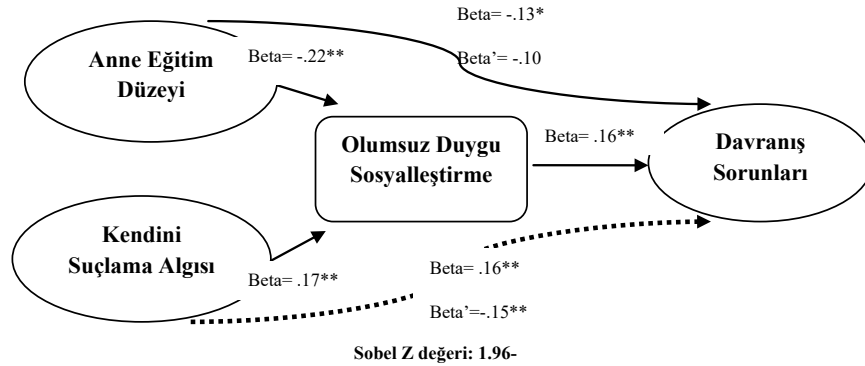 Beta= -.13*
Anne Eğitim
Düzeyi
Beta= -.22**
Beta'= -.10
Olumsuz Duygu
Sosyalleştirme
Beta= .16**
Davranış
Sorunları
Kendini
Suçlama Algısı
Beta= .17**
Beta= .16**
Beta'=-.15**
Sobel Z değeri: 1.96-